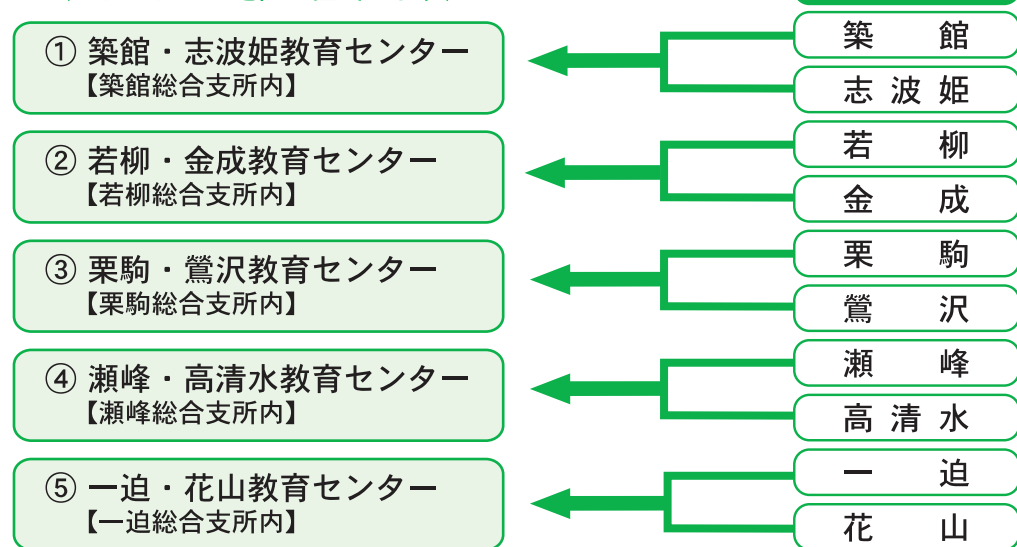 ① 築館・志波姫教育センター
【築館総合支所内】
築館
志波姫
② 若柳・金成教育センター
【若柳総合支所内】
若柳
金成
③ 栗駒・鶯沢教育センター
【栗駒総合支所内】
栗駒
鶯沢
④ 瀬峰・高清水教育センター
【瀬峰総合支所内】
瀬峰
高清水
⑤ 一迫・花山教育センター
【一迫総合支所内】
一迫
花山